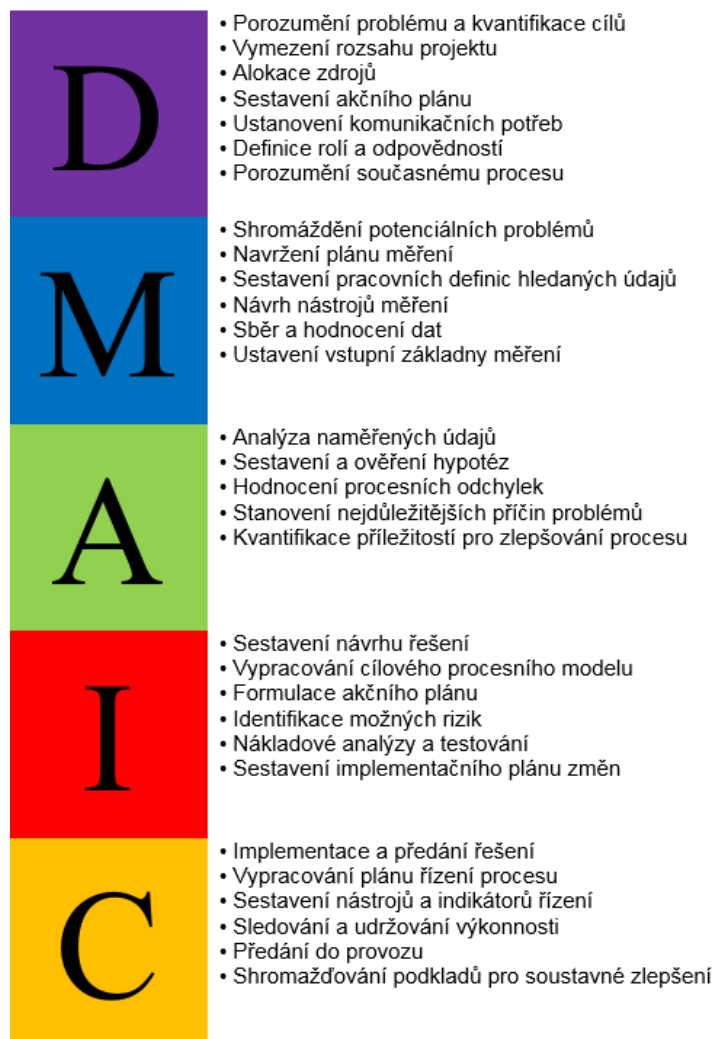 D
• Porozumění problému a kvantifikace cílů
• Vymezení rozsahu projektu
• Alokace zdrojů
• Sestavení akčního plánu
• Ustanovení komunikačních potřeb
• Definice rolí a odpovědností
• Porozumění současnému procesu
M
• Shromáždění potenciálních problémů
• Navržení plánu měření
• Sestavení pracovních definic hledaných údajů
• Návrh nástrojů měření
• Sběr a hodnocení dat
• Ustavení vstupní základny měření
A
• Analýza naměřených údajů
• Sestavení a ověření hypotéz
• Hodnocení procesních odchylek
• Stanovení nejdůležitějších příčin problémů
• Kvantifikace příležitostí pro zlepšování procesu
I
• Sestavení návrhu řešení
• Vypracování cílového procesního modelu
• Formulace akčního plánu
• Identifikace možných rizik
• Nákladové analýzy a testování
• Sestavení implementačního plánu změn
C
• Implementace a předání řešení
• Vypracování plánu řízení procesu
• Sestavení nástrojů a indikátorů řízení
• Sledování a udržování výkonnosti
• Předání do provozu
• Shromažďování podkladů pro soustavné zlepšení